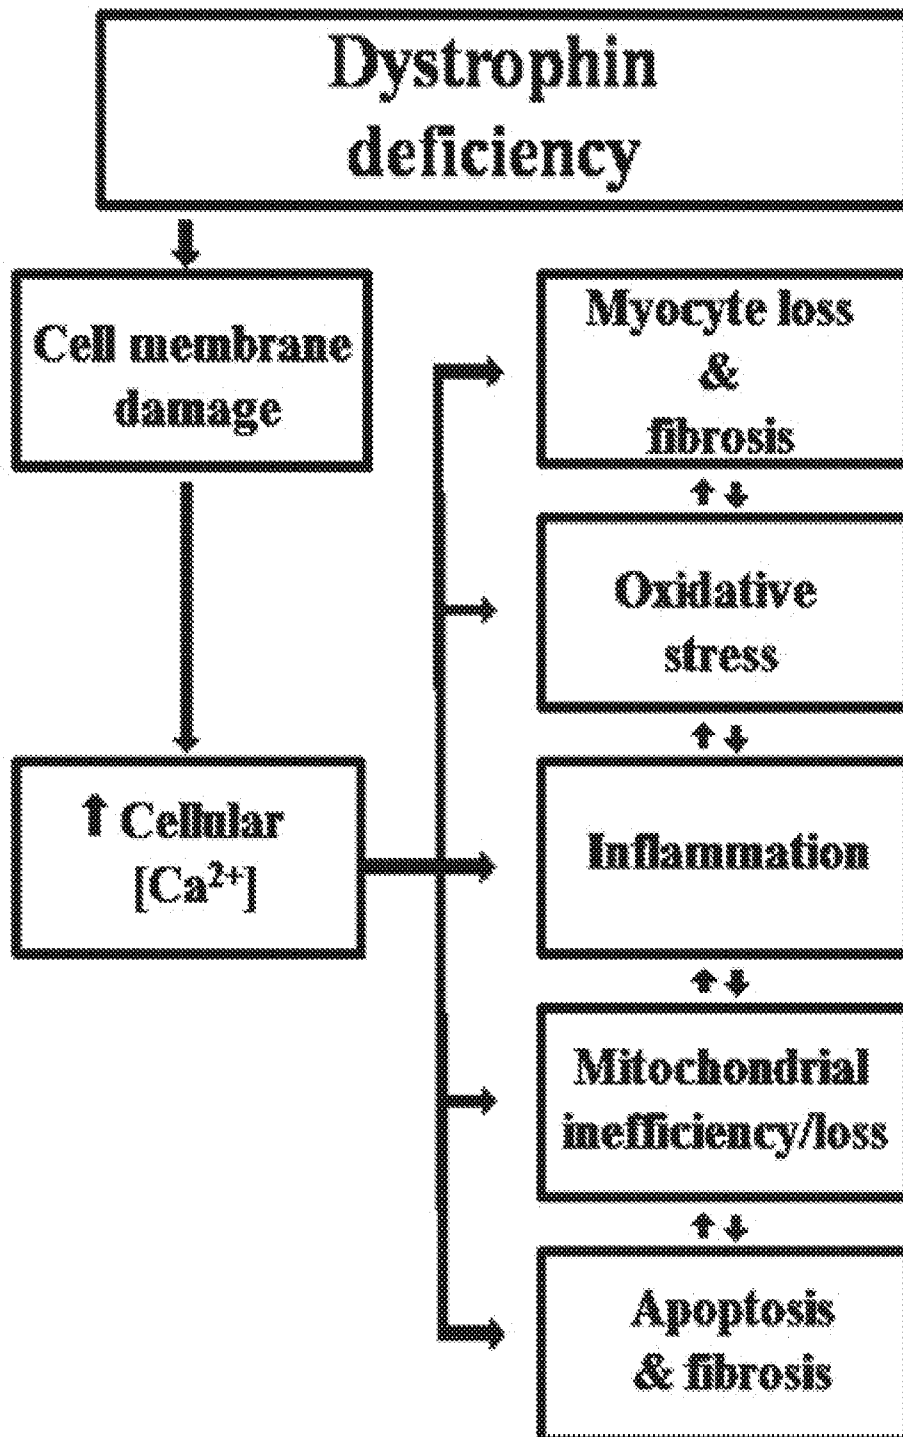 Dystrophin
deficiency
Cell membrane
damage
↑ Cellular
[Ca²⁺]
Myocyte loss
&
fibrosis
Oxidative
stress
Inflammation
Mitochondrial
inefficiency/loss
Apoptosis
& fibrosis